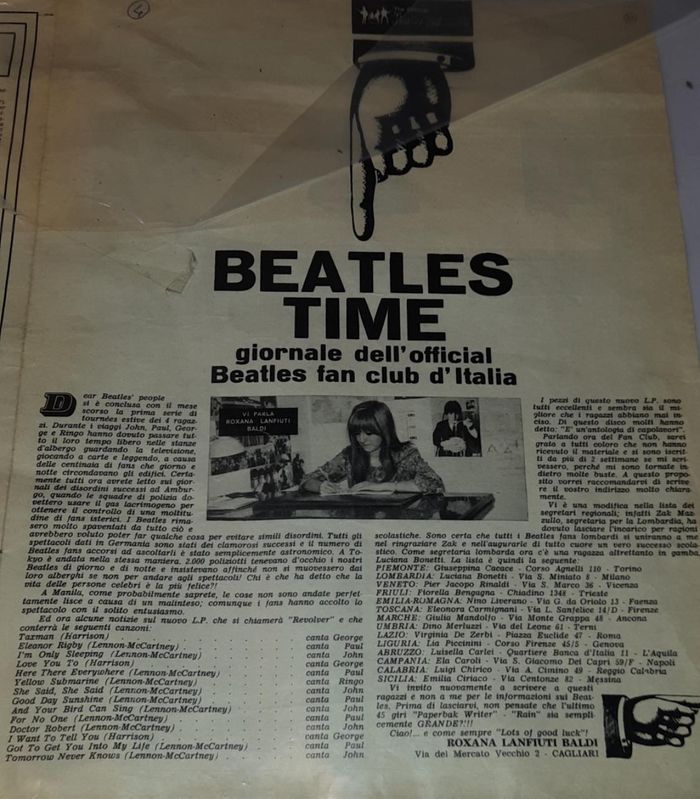 BEATLES
TIME
giornale dell'official
Beatles fan club d'Italia
Dear Beatles' people
si è conclusa con il mese
scorso la prima serie di
tournées estive dei 4 ragaz-
zi. Durante i viaggi John, Paul, Geor-
ge e Ringo hanno dovuto passare tut-
to il loro tempo libero nelle stanze
d'albergo guardando la televisione,
giocando a carte e leggendo, a causa
delle centinaia di fans che giorno e
notte circondavano gli edifici. Certa-
mente tutti ora avrete letto sui gior-
nali dei disordini successi ad Ambur-
go, quando le squadre di polizia do-
vettero usare il gas lacrimogeno per
ottenere il controllo di una moltitu-
dine di fans isterici. I Beatles rima-
sero molto spaventati da tutto ciò e
avrebbero voluto poter far qualche cosa per evitare simili disordini. Tutti gli
spettacoli dati in Germania sono stati dei clamorosi successi e il numero di
Beatles fans accorsi ad ascoltarli è stato semplicemente astronomico. A To-
kyo è andata nella stessa maniera. 2.000 poliziotti tenevano d'occhio i nostri
Beatles di giorno e di notte e insistevano affinché non si muovessero dai
loro alberghi se non per andare agli spettacoli! Chi è che ha detto che la
vita delle persone celebri è la più felice?!
A Manila, come probabilmente saprete, le cose non sono andate perfet-
tamente lisce a causa di un malinteso; comunque i fans hanno accolto lo
spettacolo con il solito entusiasmo.
Ed ora alcune notizie sul nuovo L.P. che si chiamerà "Revolver" e che
conterrà le seguenti canzoni:
Taxman (Harrison) canta George
Eleanor Rigby (Lennon-McCartney) canta Paul
I'm Only Sleeping (Lennon-McCartney) canta John
Love You To (Harrison) canta George
Here There Everywhere (Lennon-McCartney) canta Paul
Yellow Submarine (Lennon-McCartney) canta Ringo
She Said, She Said (Lennon-McCartney) canta John
Good Day Sunshine (Lennon-McCartney) canta Paul
And Your Bird Can Sing (Lennon-McCartney) canta John
For No One (Lennon-McCartney) canta Paul
Doctor Robert (Lennon-McCartney) canta John
I Want To Tell You (Harrison) canta George
Got To Get You Into My Life (Lennon-McCartney) canta Paul
Tomorrow Never Knows (Lennon-McCartney) canta John
VI PARLA
ROXANA LANFIUTI
BALDI
I pezzi di questo nuovo L.P. sono
tutti eccellenti e sembra sia il mi-
gliore che i ragazzi abbiano mai in-
ciso. Di questo disco molti hanno
detto: "E' un'antologia di capolavori".
Parlando ora del Fan Club, sarei
grata a tutti coloro che non hanno
ricevuto il materiale e si sono iscrit-
ti da più di 2 settimane se mi scri-
vessero, perché mi sono tornate in-
dietro molte buste. A questo propo-
sito vorrei raccomandarvi di scrive-
re il vostro indirizzo molto chiara-
mente.
Vi è una modifica nella lista dei
segretari regionali; infatti Zak Maz-
zullo, segretario per la Lombardia, ha
dovuto lasciare l'incarico per ragioni
scolastiche. Sono certa che tutti i Beatles fans lombardi si uniranno a me
nel ringraziare Zak e nell'augurarle di tutto cuore un vero successo scola-
stico. Come segretaria lombarda ora c'è una ragazza altrettanto in gamba,
Luciana Bonetti. La lista è quindi la seguente:
PIEMONTE: Giuseppina Cacace - Corso Agnelli 110 - Torino
LOMBARDIA: Luciana Bonetti - Via S. Miniato 8 - Milano
VENETO: Pier Jacopo Rinaldi - Via S. Marco 36 - Vicenza
FRIULI: Fiorella Bengagna - Chiadino 1348 - Trieste
EMILIA-ROMAGNA: Nino Liverano - Via G. da Oriolo 13 - Faenza
TOSCANA: Eleonora Carmignani - Via L. Sanfelice 14/D - Firenze
MARCHE: Giulia Mandolfo - Via Monte Grappa 48 - Ancona
UMBRIA: Dino Merluzzi - Via del Leone 61 - Terni
LAZIO: Virginia De Zerbi - Piazza Euclide 47 - Roma
LIGURIA: Lia Piccinini - Corso Firenze 45/5 - Genova
ABRUZZO: Luisella Carlei - Quartiere Banca d'Italia 11 - L'Aquila
CAMPANIA: Ela Caroli - Via S. Giacomo Dei Capri 59/F - Napoli
CALABRIA: Luigi Chirico - Via A. Cimino 49 - Reggio Calabria
SICILIA: Emilia Ciriaco - Via Centonze 82 - Messina
Vi invito nuovamente a scrivere a questi
ragazzi e non a me per le informazioni sui Beat-
les. Prima di lasciarvi, non pensate che l'ultimo
45 giri "Paperbak Writer" - "Rain" sia sempli-
cemente GRANDE?!!!
Ciao!... e come sempre "Lots of good luck"!
ROXANA LANFIUTI BALDI
Via del Mercato Vecchio 2 - CAGLIARI